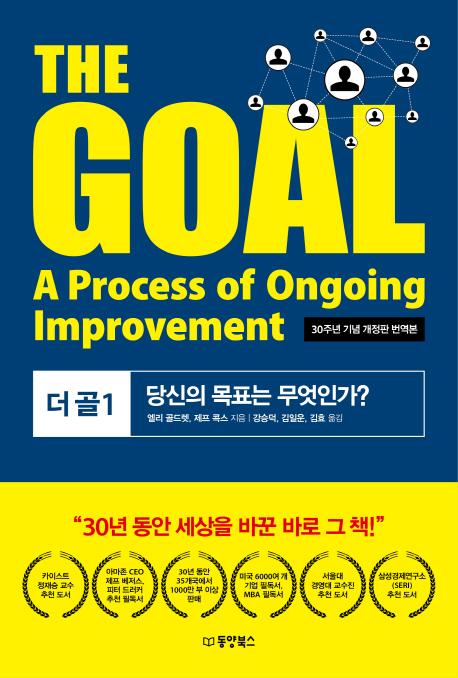 THE
GOAL
A Process of Ongoing
Improvement
30주년 기념 개정판 번역본
더 골 1
당신의 목표는 무엇인가?
엘리 골드렛, 제프 콕스 지음 | 강승덕, 김일운, 김효 옮김
“30년 동안 세상을 바꾼 바로 그 책!”
카이스트
정재승 교수
추천 도서
아마존 CEO
제프 베저스,
피터 드러커
추천 필독서
30년 동안
35개국에서
1000만 부 이상
판매
미국 6000여 개
기업 필독서,
MBA 필독서
서울대
경영대 교수진
추천 도서
삼성경제연구소
(SERI)
추천 도서
동양북스